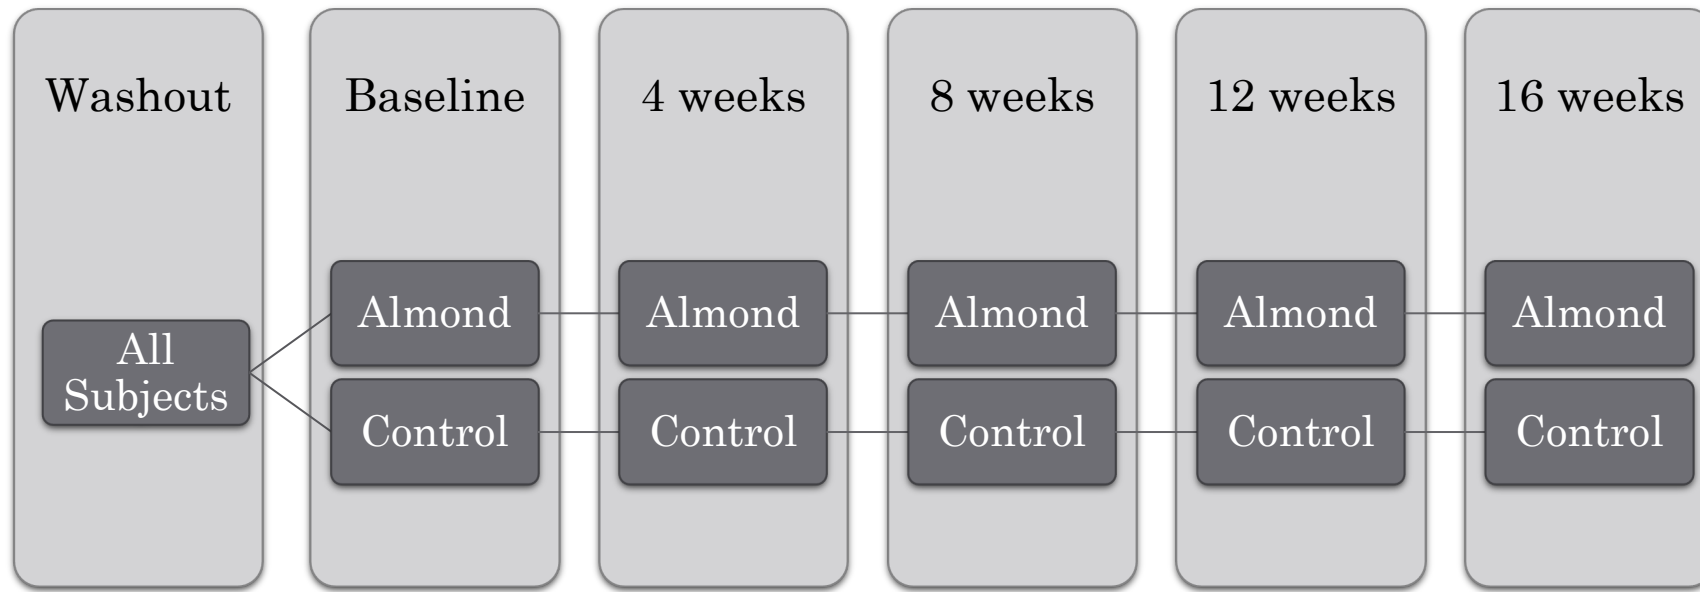 Washout
Baseline
4 weeks
8 weeks
12 weeks
16 weeks
All
Subjects
Almond
Almond
Almond
Almond
Almond
Control
Control
Control
Control
Control